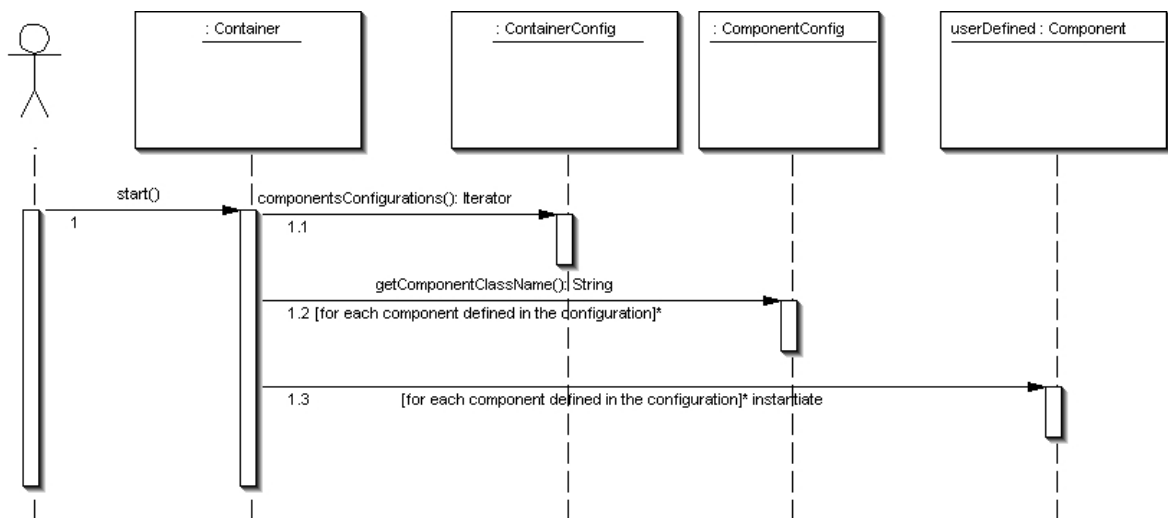 : Container
: ContainerConfig
: ComponentConfig
userDefined : Component
start()
1
componentsConfigurations(): Iterator
1.1
getComponentClassName(): String
1.2 [for each component defined in the configuration]*
1.3 [for each component defined in the configuration]* instantiate